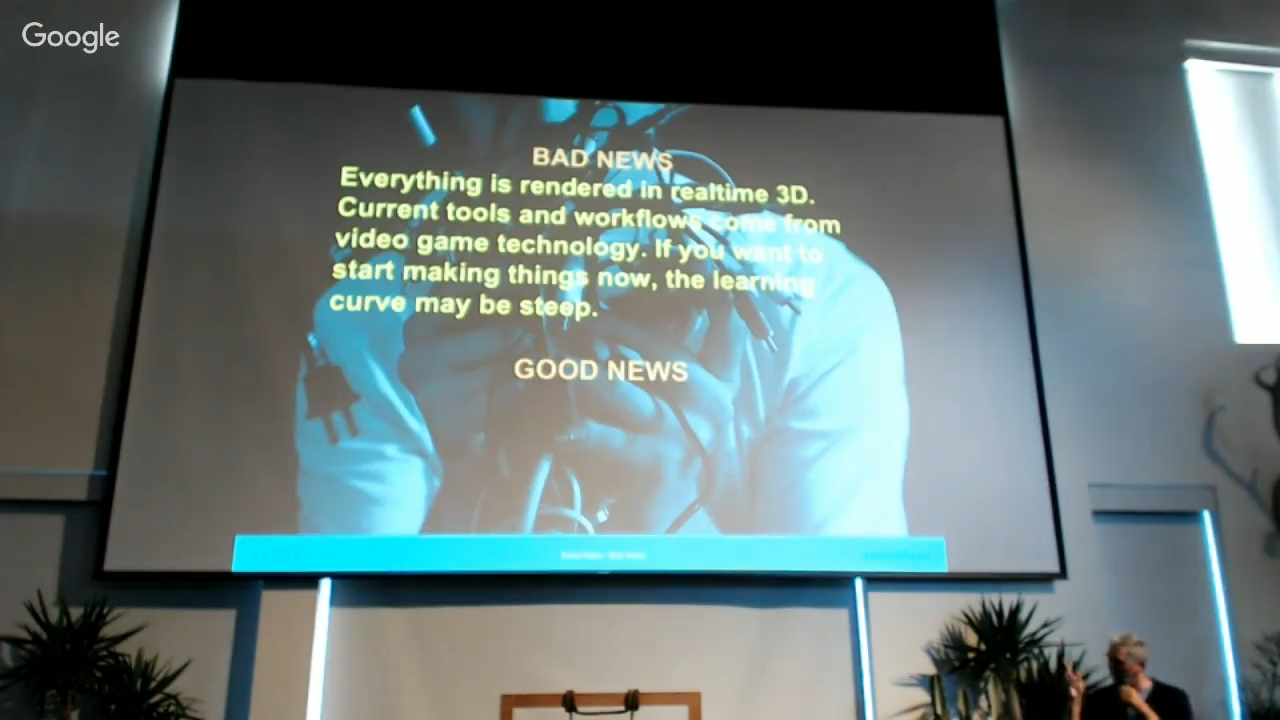 Google
BAD NEWS
Everything is rendered in realtime 3D.
Current tools and workflows come from
video game technology. If you want to
start making things now, the learning
curve may be steep.
GOOD NEWS